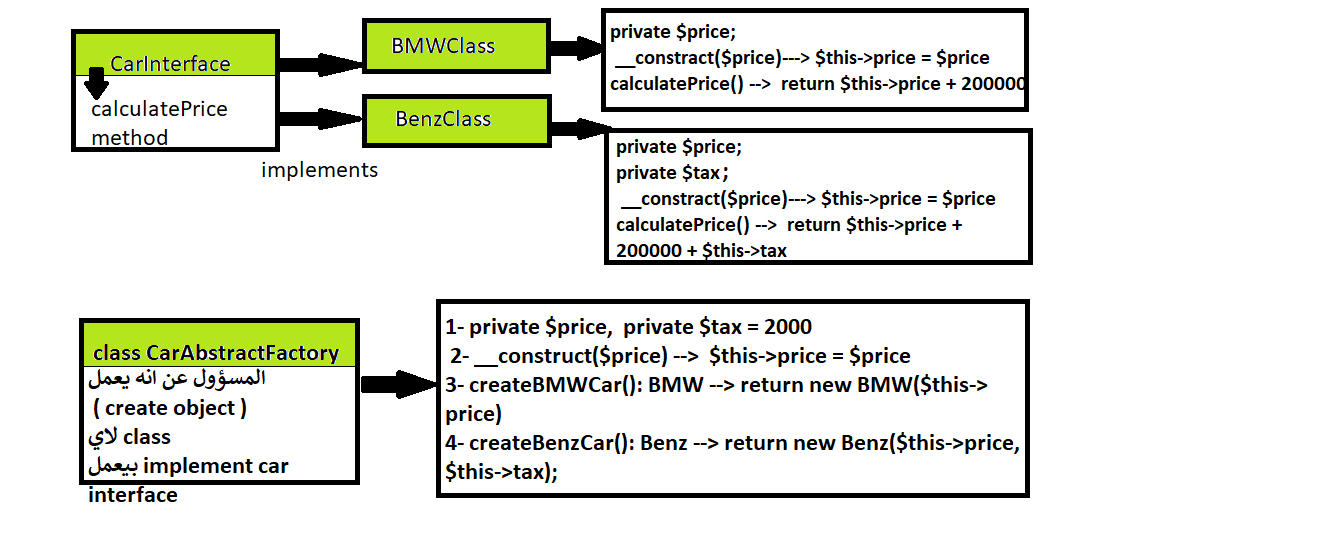 CarInterface
calculatePrice
method
implements
BMWClass
BenzClass
private $price;
__constract($price)---> $this->price = $price
calculatePrice() --> return $this->price + 200000
private $price;
private $tax;
__constract($price)---> $this->price = $price
calculatePrice() --> return $this->price +
200000 + $this->tax
class CarAbstractFactory
المسؤول عن انه يعمل
( create object )
لاي class
بيعمل implement car
interface
1- private $price, private $tax = 2000
2- __construct($price) --> $this->price = $price
3- createBMWCar(): BMW --> return new BMW($this->
price)
4- createBenzCar(): Benz --> return new Benz($this->price,
$this->tax);